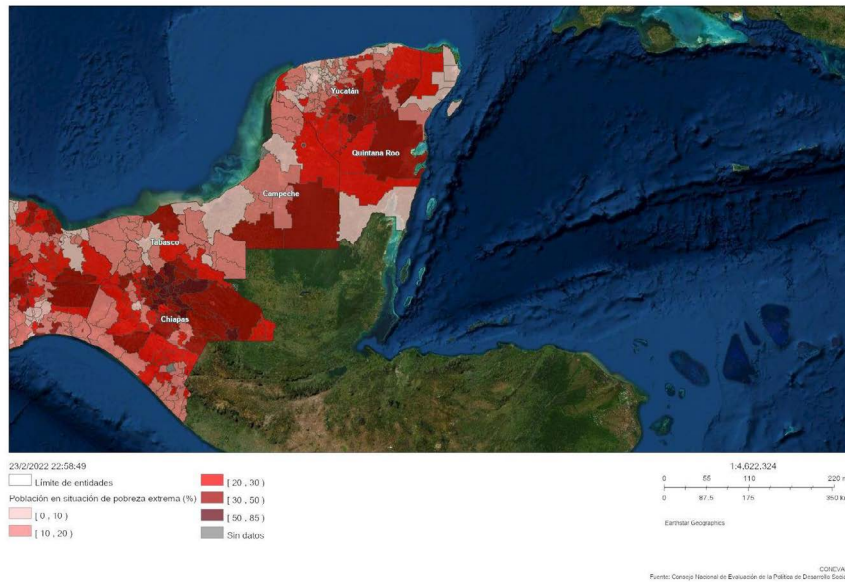 Yucatán
Quintana Roo
Campeche
Tabasco
Chiapas
23/2/2022 22:58:49
Límite de entidades
Población en situación de pobreza extrema (%)
[ 0 , 10 )
[ 10 , 20 )
[ 20 , 30 )
[ 30 , 50 )
[ 50 , 85 )
Sin datos
1:4,622,324
0 55 110 220 m
0 87.5 175 350 k
Earthstar Geographics
CONEVA
Fuente: Consejo Nacional de Evaluación de la Política de Desarrollo Socia